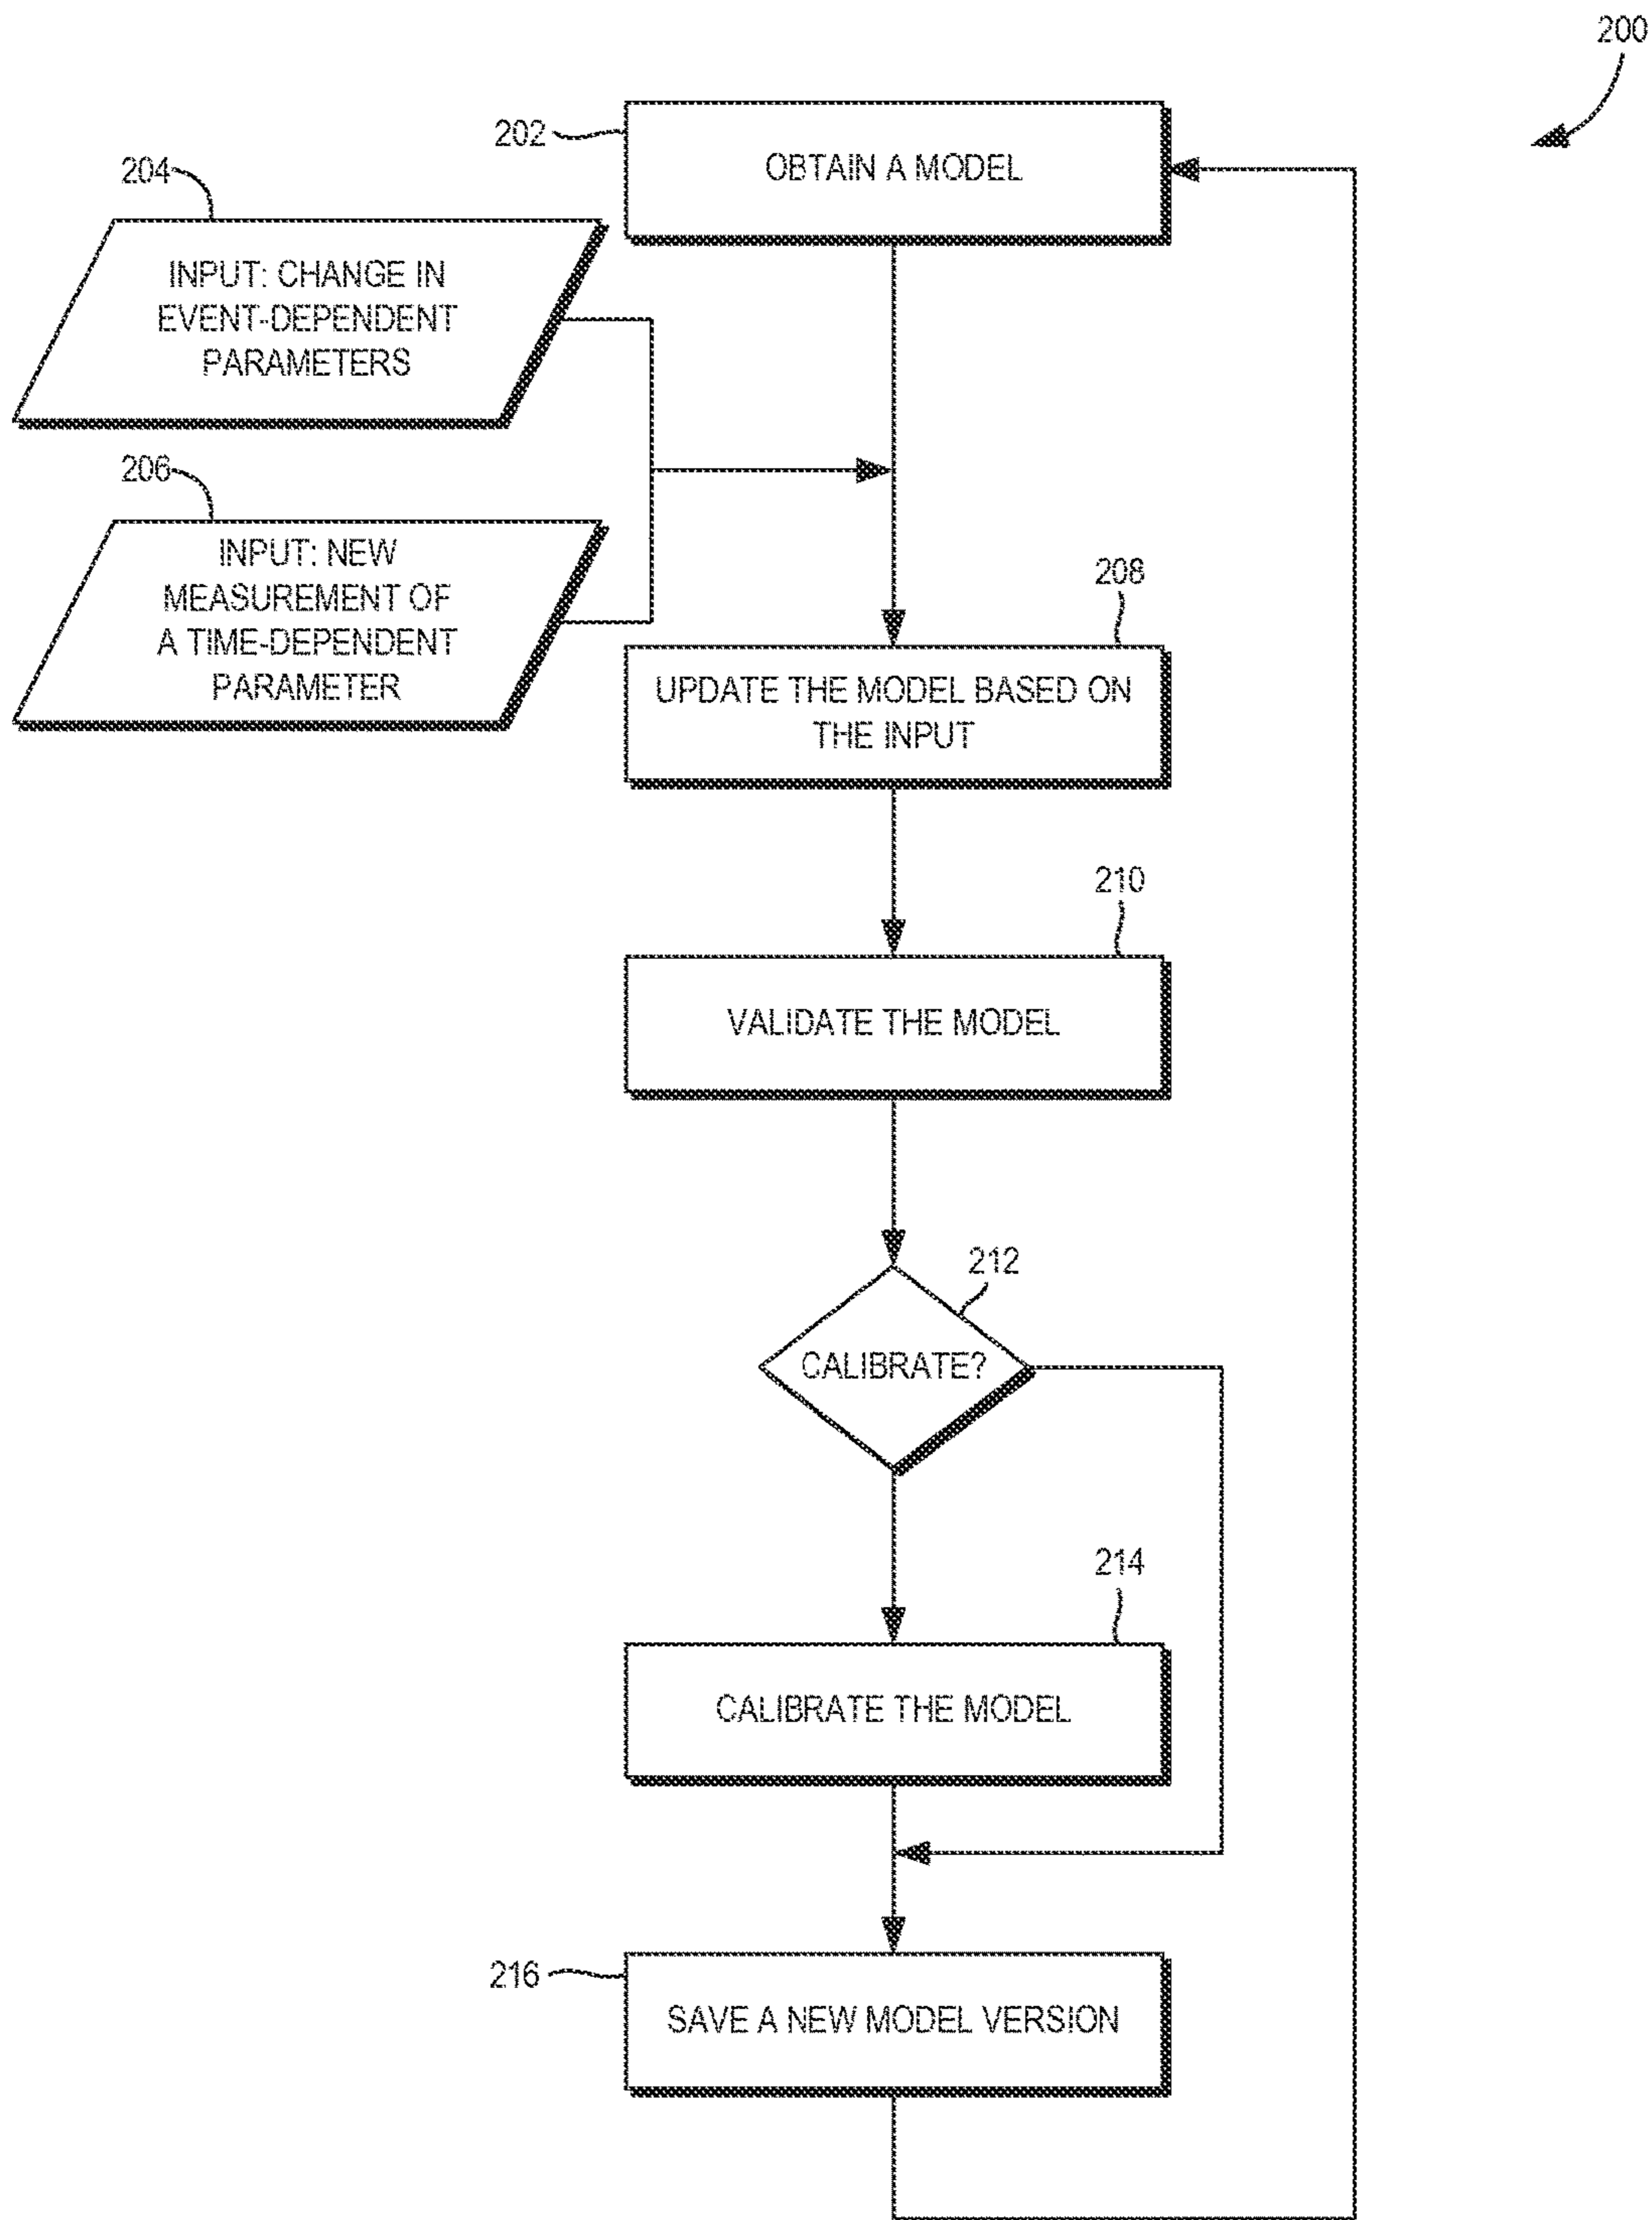 200
202
OBTAIN A MODEL
204
INPUT: CHANGE IN
EVENT-DEPENDENT
PARAMETERS
206
INPUT: NEW
MEASUREMENT OF
A TIME-DEPENDENT
PARAMETER
208
UPDATE THE MODEL BASED ON
THE INPUT
210
VALIDATE THE MODEL
212
CALIBRATE?
214
CALIBRATE THE MODEL
216
SAVE A NEW MODEL VERSION